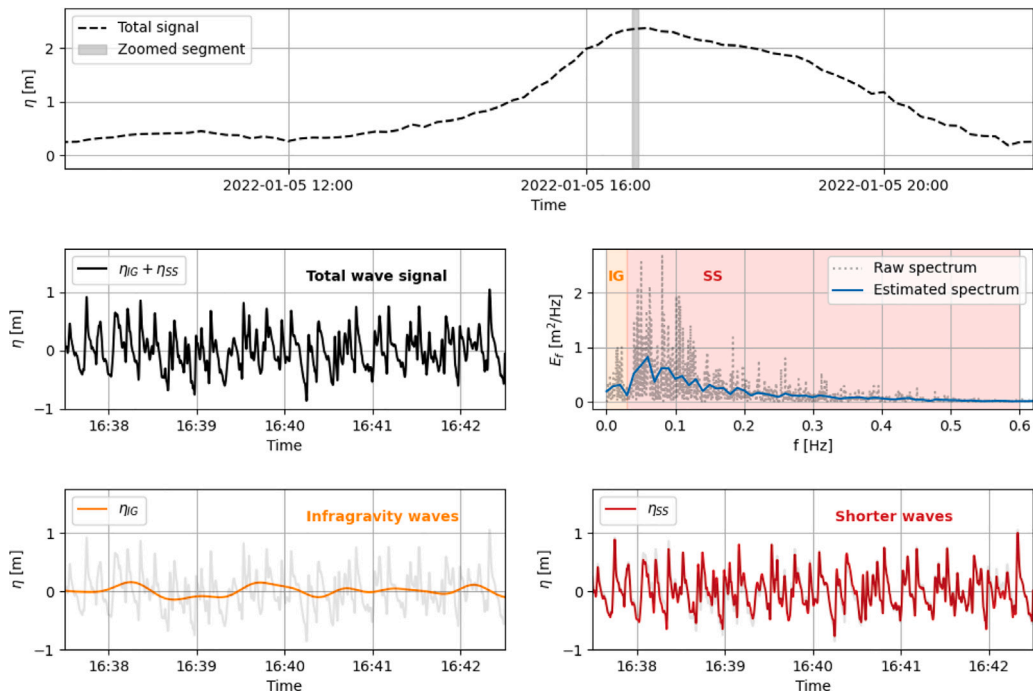 Total signal
Zoomed segment
η [m]
2
1
0
2022-01-05 12:00
2022-01-05 16:00
2022-01-05 20:00
Time
η_IG + η_SS
Total wave signal
η [m]
1
0
−1
16:38
16:39
16:40
16:41
16:42
Time
IG
SS
Raw spectrum
Estimated spectrum
E_f [m²/Hz]
2
1
0
0.0
0.1
0.2
0.3
0.4
0.5
0.6
f [Hz]
η_IG
Infragravity waves
η [m]
1
0
−1
16:38
16:39
16:40
16:41
16:42
Time
η_SS
Shorter waves
η [m]
1
0
−1
16:38
16:39
16:40
16:41
16:42
Time